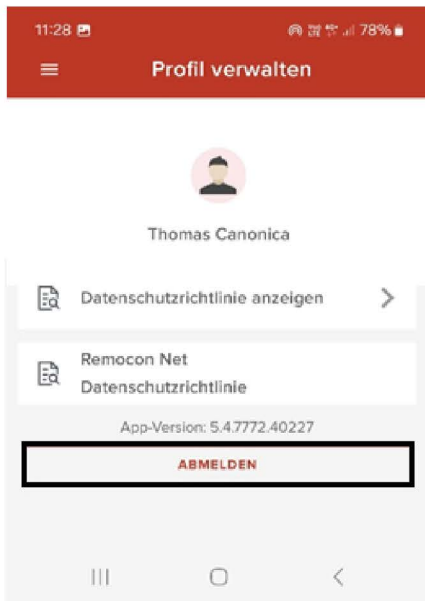 11:28 78%
Profil verwalten
Thomas Canonica
Datenschutzrichtlinie anzeigen
Remocon Net
Datenschutzrichtlinie
App-Version: 5.4.7772.40227
ABMELDEN